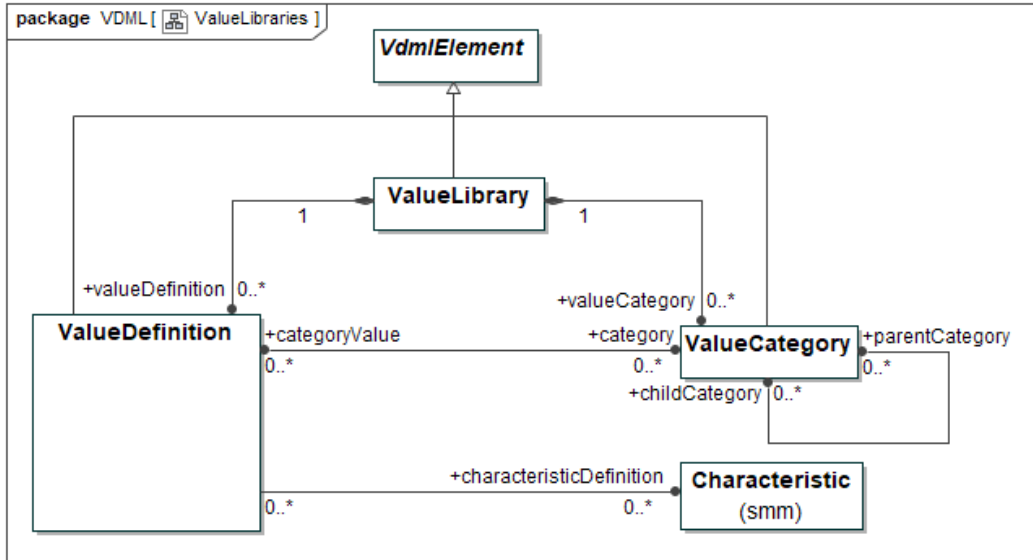 package VDML [ ValueLibraries ]
VdmlElement
ValueLibrary
1
1
+valueDefinition 0..*
+valueCategory 0..*
ValueDefinition
+categoryValue
0..*
+category
0..*
ValueCategory
+parentCategory
0..*
+childCategory 0..*
+characteristicDefinition
0..*
0..*
Characteristic
(smm)